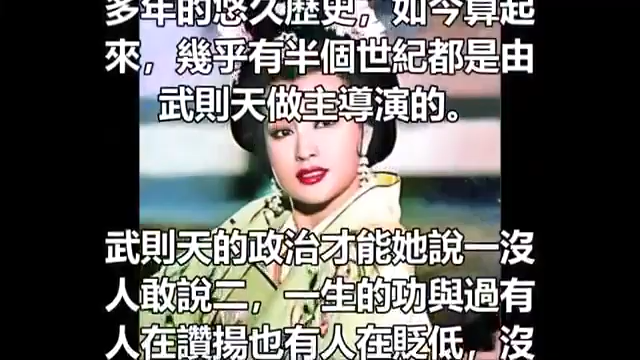 多年的悠久歷史，如今算起
來，幾乎有半個世紀都是由
武則天做主導演的。
武則天的政治才能她說一沒
人敢說二，一生的功與過有
人在讚揚也有人在貶低，沒